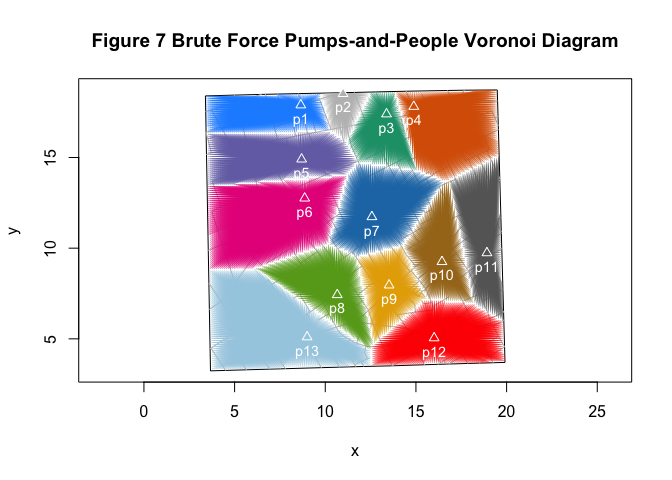 Figure 7 Brute Force Pumps-and-People Voronoi Diagram
p1
p2
p3
p4
p5
p6
p7
p8
p9
p10
p11
p12
p13
y
5
10
15
0
5
10
15
20
25
x